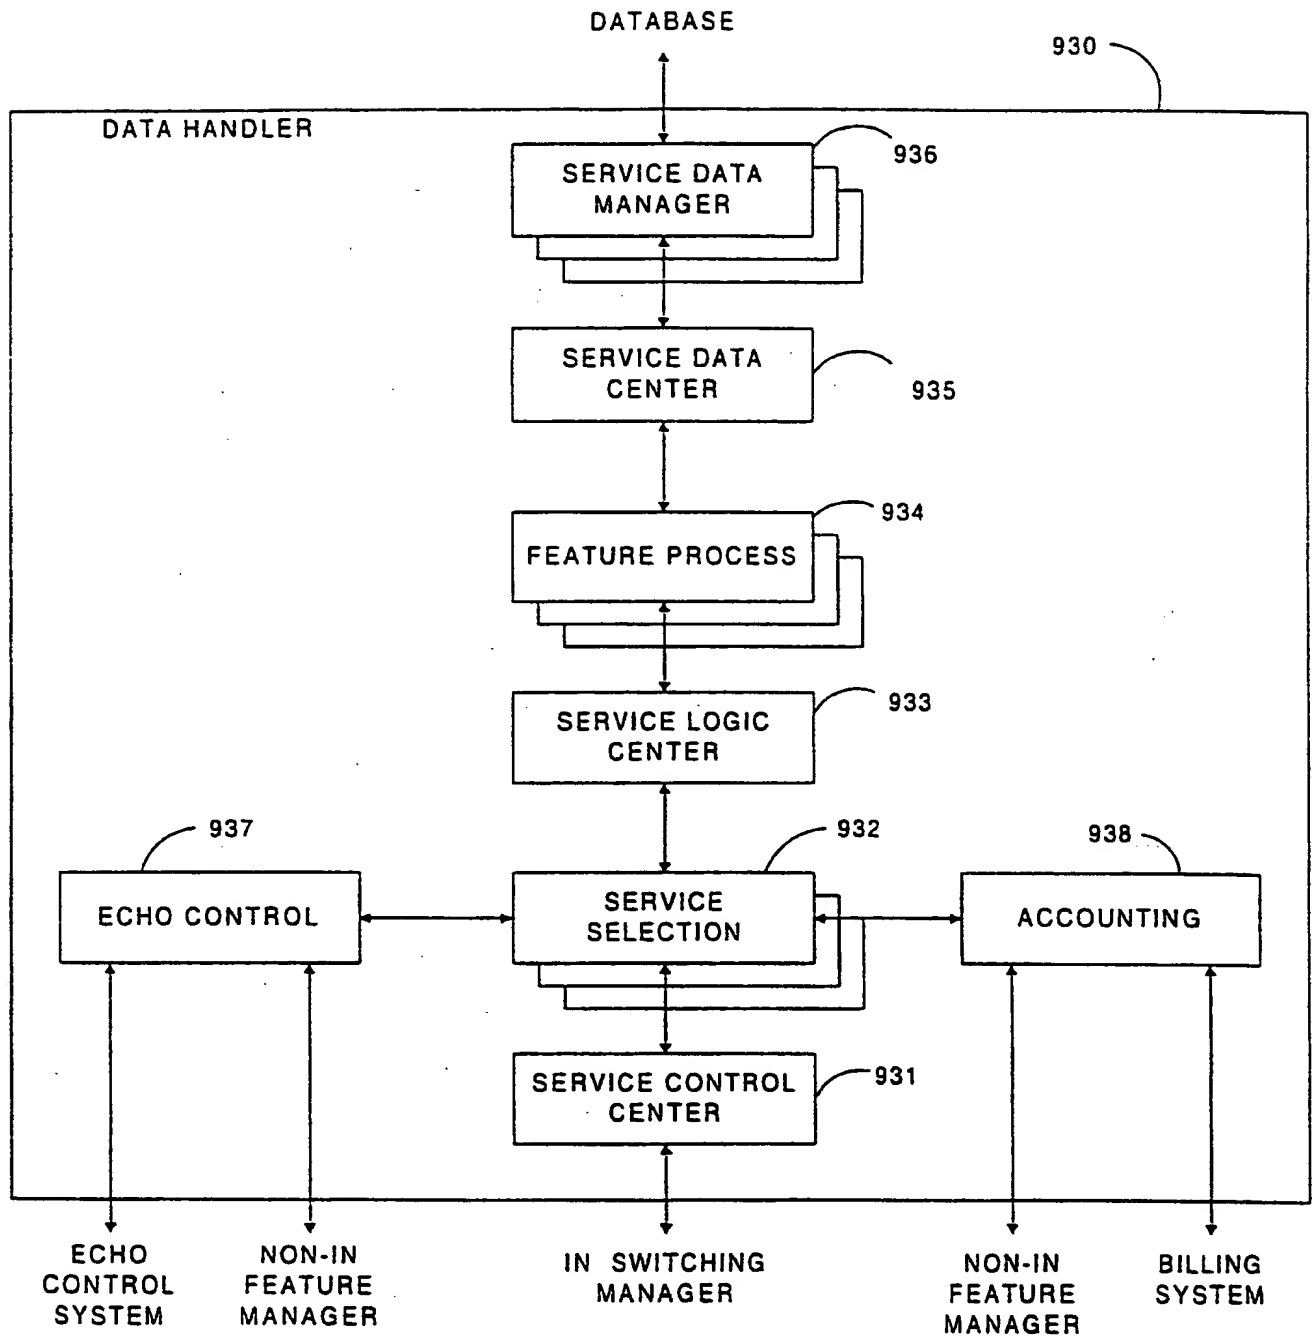 DATABASE
930
DATA HANDLER
SERVICE DATA
MANAGER
936
SERVICE DATA
CENTER
935
FEATURE PROCESS
934
SERVICE LOGIC
CENTER
933
937
932
938
ECHO CONTROL
SERVICE
SELECTION
ACCOUNTING
SERVICE CONTROL
CENTER
931
ECHO
CONTROL
SYSTEM
NON-IN
FEATURE
MANAGER
IN SWITCHING
MANAGER
NON-IN
FEATURE
MANAGER
BILLING
SYSTEM